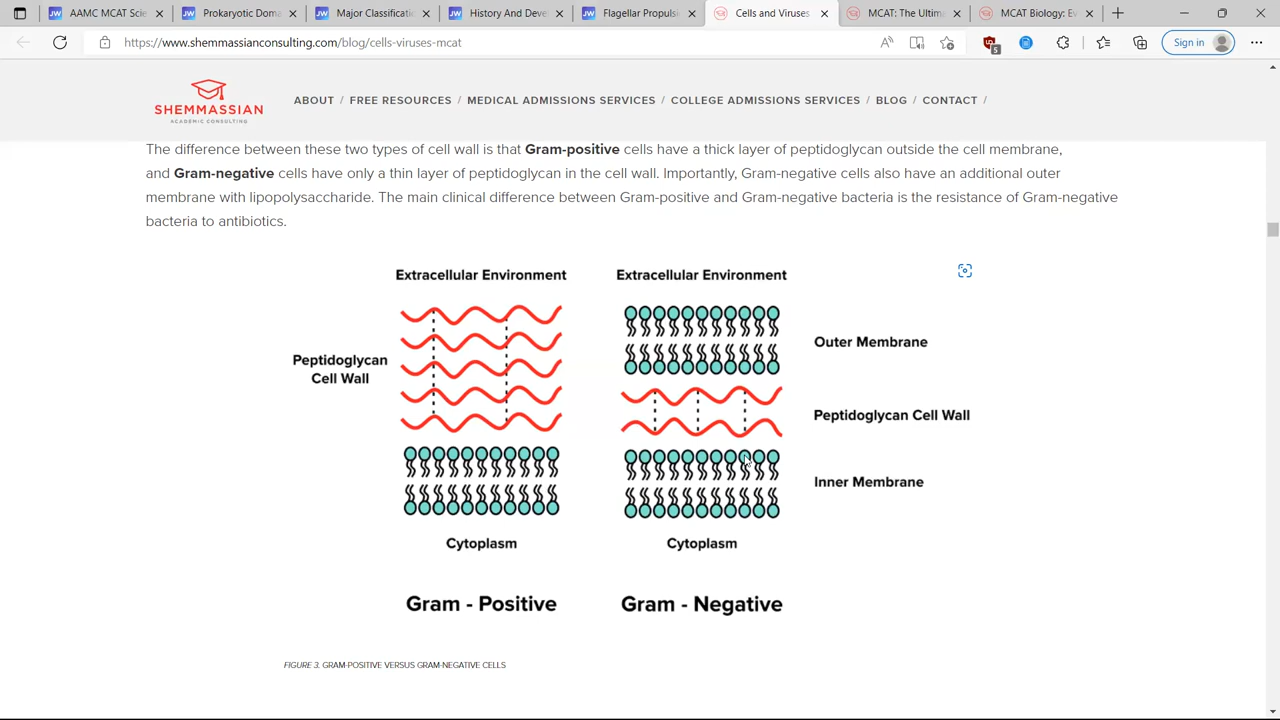 AAMC MCAT Scie
Prokaryotic Doma
Major Classificatio
History And Deve
Flagellar Propulsi
Cells and Viruses
MCAT: The Ultima
MCAT Biology: Ev
https://www.shemmassianconsulting.com/blog/cells-viruses-mcat
5
Sign in
SHEMMASSIAN
ACADEMIC CONSULTING
ABOUT / FREE RESOURCES / MEDICAL ADMISSIONS SERVICES / COLLEGE ADMISSIONS SERVICES / BLOG / CONTACT /
The difference between these two types of cell wall is that Gram-positive cells have a thick layer of peptidoglycan outside the cell membrane,
and Gram-negative cells have only a thin layer of peptidoglycan in the cell wall. Importantly, Gram-negative cells also have an additional outer
membrane with lipopolysaccharide. The main clinical difference between Gram-positive and Gram-negative bacteria is the resistance of Gram-negative
bacteria to antibiotics.
Extracellular Environment
Extracellular Environment
Outer Membrane
Peptidoglycan
Cell Wall
Peptidoglycan Cell Wall
Inner Membrane
Cytoplasm
Cytoplasm
Gram - Positive
Gram - Negative
FIGURE 3. GRAM-POSITIVE VERSUS GRAM-NEGATIVE CELLS